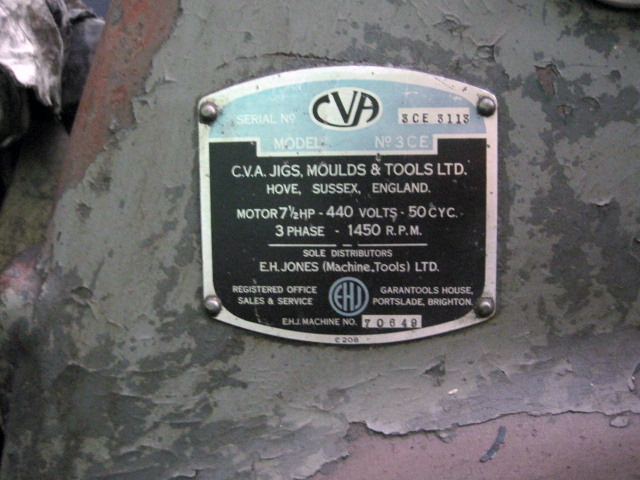 CVA
SERIAL Nº 3CE 3113
MODEL Nº 3CE
C.V.A. JIGS, MOULDS & TOOLS LTD.
HOVE, SUSSEX, ENGLAND.
MOTOR 7½HP - 440 VOLTS - 50 CYC.
3 PHASE - 1450 R.P.M.
SOLE DISTRIBUTORS
E.H. JONES (Machine Tools) LTD.
REGISTERED OFFICE GARANTOOLS HOUSE,
SALES & SERVICE EHJ PORTSLADE, BRIGHTON.
E.H.J. MACHINE NO. 70649
C 208